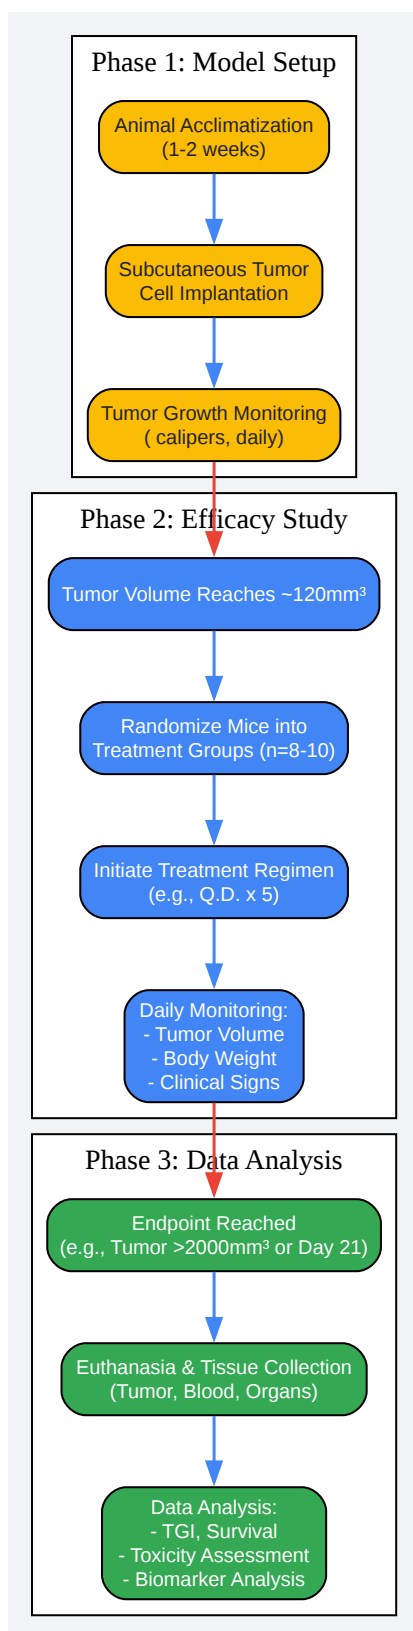 Phase 1: Model Setup
Animal Acclimatization
(1-2 weeks)
Subcutaneous Tumor
Cell Implantation
Tumor Growth Monitoring
( calipers, daily)
Phase 2: Efficacy Study
Tumor Volume Reaches ~120mm³
Randomize Mice into
Treatment Groups (n=8-10)
Initiate Treatment Regimen
(e.g., Q.D. x 5)
Daily Monitoring:
- Tumor Volume
- Body Weight
- Clinical Signs
Phase 3: Data Analysis
Endpoint Reached
(e.g., Tumor >2000mm³ or Day 21)
Euthanasia & Tissue Collection
(Tumor, Blood, Organs)
Data Analysis:
- TGI, Survival
- Toxicity Assessment
- Biomarker Analysis